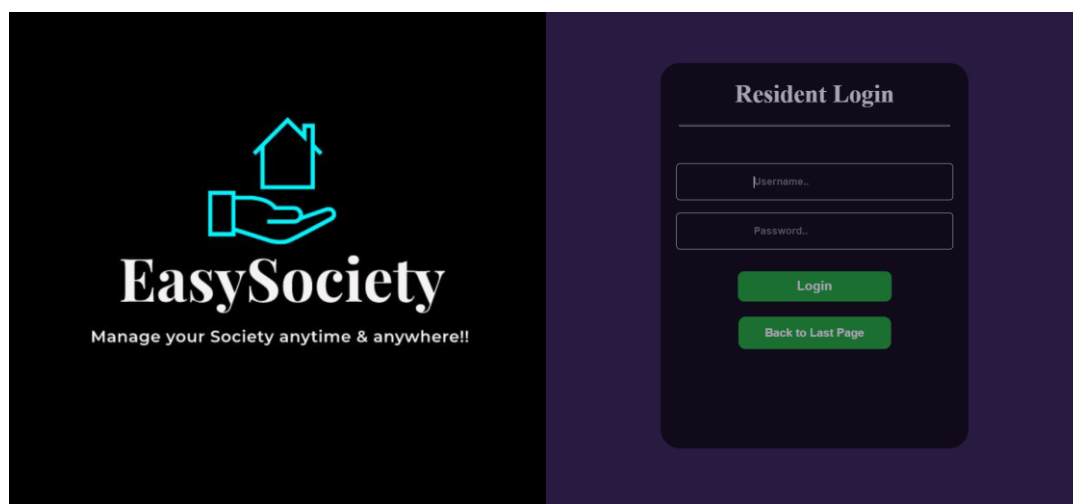 EasySociety
Manage your Society anytime & anywhere!!
Resident Login
Username..
Password..
Login
Back to Last Page